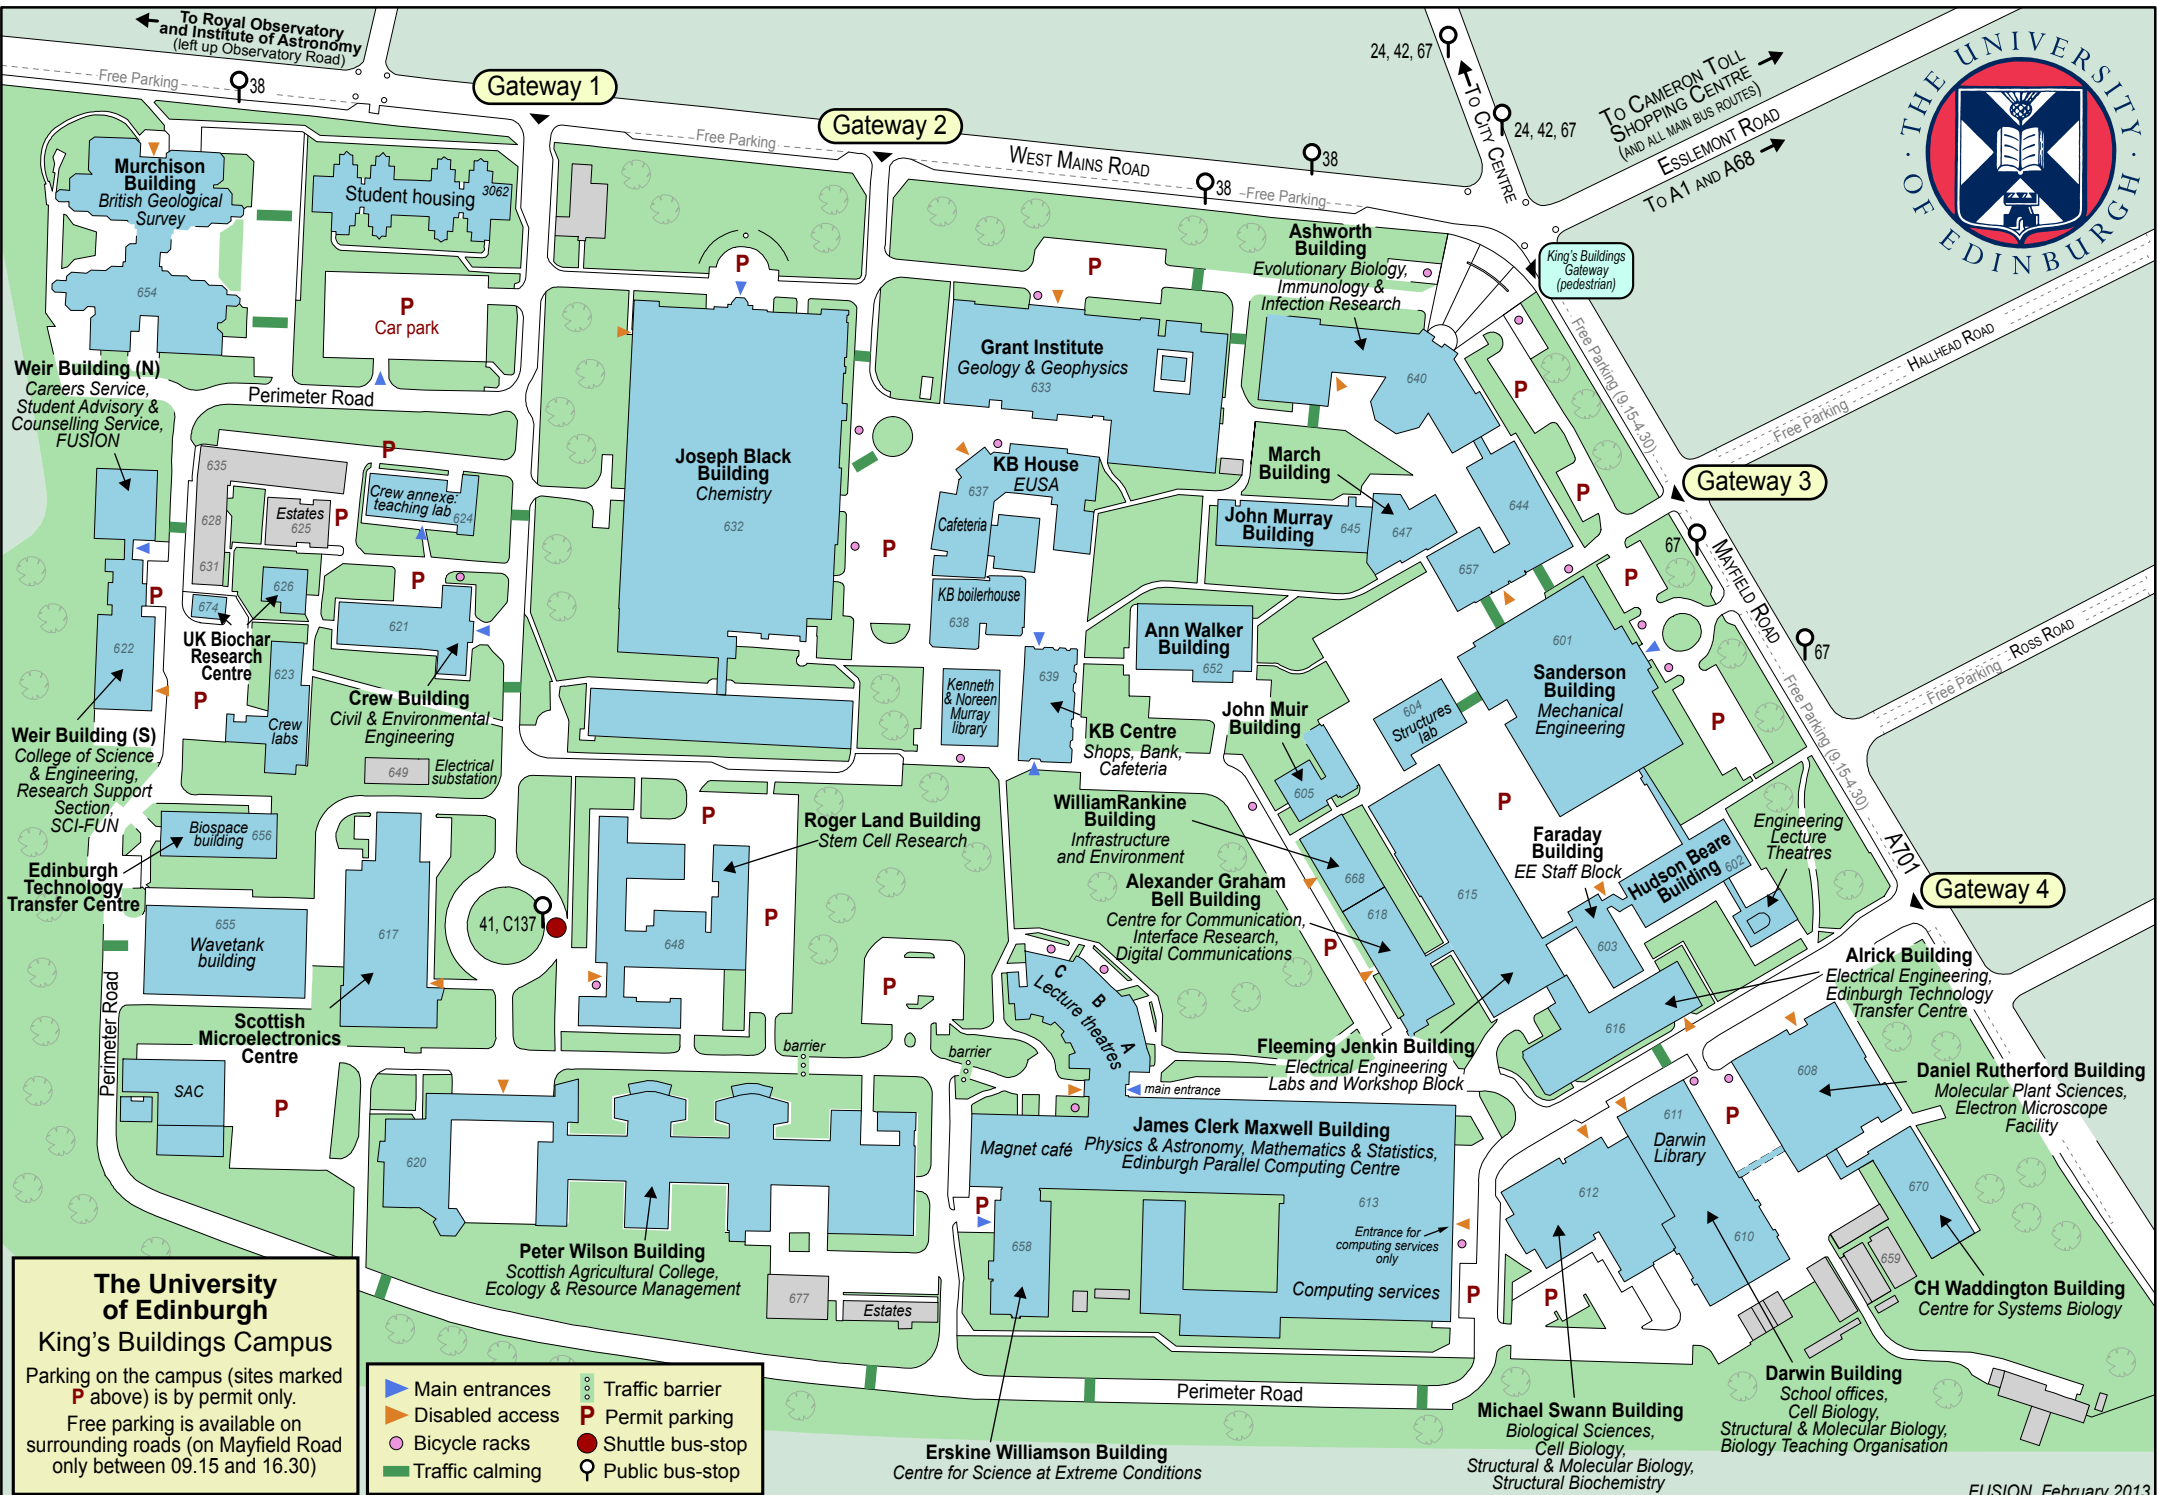 To Royal Observatory
and Institute of Astronomy
(left up Observatory Road)
Free Parking
38
Gateway 1
Free Parking
Gateway 2
WEST MAINS ROAD
38
38
Free Parking
24, 42, 67
24, 42, 67
TO CITY CENTRE
TO CAMERON TOLL
SHOPPING CENTRE
(AND ALL MAIN BUS ROUTES)
ESSLEMONT ROAD
TO A1 AND A68
THE UNIVERSITY OF EDINBURGH
King's Buildings
Gateway
(pedestrian)
Free Parking (9.15-4.30)
HALLHEAD ROAD
Free Parking
Gateway 3
67
MAYFIELD ROAD
67
ROSS ROAD
Free Parking
Free Parking (9.15-4.30)
A701
Gateway 4
Murchison
Building
British Geological
Survey
654
Student housing
3062
P
Car park
Perimeter Road
Weir Building (N)
Careers Service,
Student Advisory &
Counselling Service,
FUSION
635
628
631
Estates
625
P
P
Crew annexe:
teaching lab
624
P
P
674
626
UK Biochar
Research
Centre
621
622
623
Crew
labs
P
Crew Building
Civil & Environmental
Engineering
Weir Building (S)
College of Science
& Engineering,
Research Support
Section,
SCI-FUN
649
Electrical
substation
Biospace
building
656
Edinburgh
Technology
Transfer Centre
655
Wavetank
building
617
Scottish
Microelectronics
Centre
41, C137
Perimeter Road
SAC
P
P
Joseph Black
Building
Chemistry
632
P
P
Grant Institute
Geology & Geophysics
633
Ashworth
Building
Evolutionary Biology,
Immunology &
Infection Research
640
P
KB House
EUSA
637
Cafeteria
KB boilerhouse
638
Kenneth
& Noreen
Murray
library
639
KB Centre
Shops, Bank,
Cafeteria
March
Building
John Murray
Building
645
647
644
657
P
P
Ann Walker
Building
652
601
Sanderson
Building
Mechanical
Engineering
P
John Muir
Building
605
604
Structures
lab
P
P
Roger Land Building
Stem Cell Research
648
P
WilliamRankine
Building
Infrastructure
and Environment
668
Alexander Graham
Bell Building
Centre for Communication,
Interface Research,
Digital Communications
618
P
615
Faraday
Building
EE Staff Block
603
Hudson Beare
Building
602
Engineering
Lecture
Theatres
Alrick Building
Electrical Engineering,
Edinburgh Technology
Transfer Centre
616
P
C
B
A
Lecture theatres
Fleeming Jenkin Building
Electrical Engineering
Labs and Workshop Block
barrier
barrier
main entrance
620
Peter Wilson Building
Scottish Agricultural College,
Ecology & Resource Management
677
Estates
Magnet café
James Clerk Maxwell Building
Physics & Astronomy, Mathematics & Statistics,
Edinburgh Parallel Computing Centre
P
658
613
Entrance for
computing services
only
Computing services
P
P
608
Daniel Rutherford Building
Molecular Plant Sciences,
Electron Microscope
Facility
611
Darwin
Library
P
612
610
670
659
CH Waddington Building
Centre for Systems Biology
Darwin Building
School offices,
Cell Biology,
Structural & Molecular Biology,
Biology Teaching Organisation
Michael Swann Building
Biological Sciences,
Cell Biology,
Structural & Molecular Biology,
Structural Biochemistry
Erskine Williamson Building
Centre for Science at Extreme Conditions
Perimeter Road
The University
of Edinburgh
King's Buildings Campus
Parking on the campus (sites marked
P above) is by permit only.
Free parking is available on
surrounding roads (on Mayfield Road
only between 09.15 and 16.30)
Main entrances
Disabled access
Bicycle racks
Traffic calming
Traffic barrier
P Permit parking
Shuttle bus-stop
Public bus-stop
FUSION, February 2013